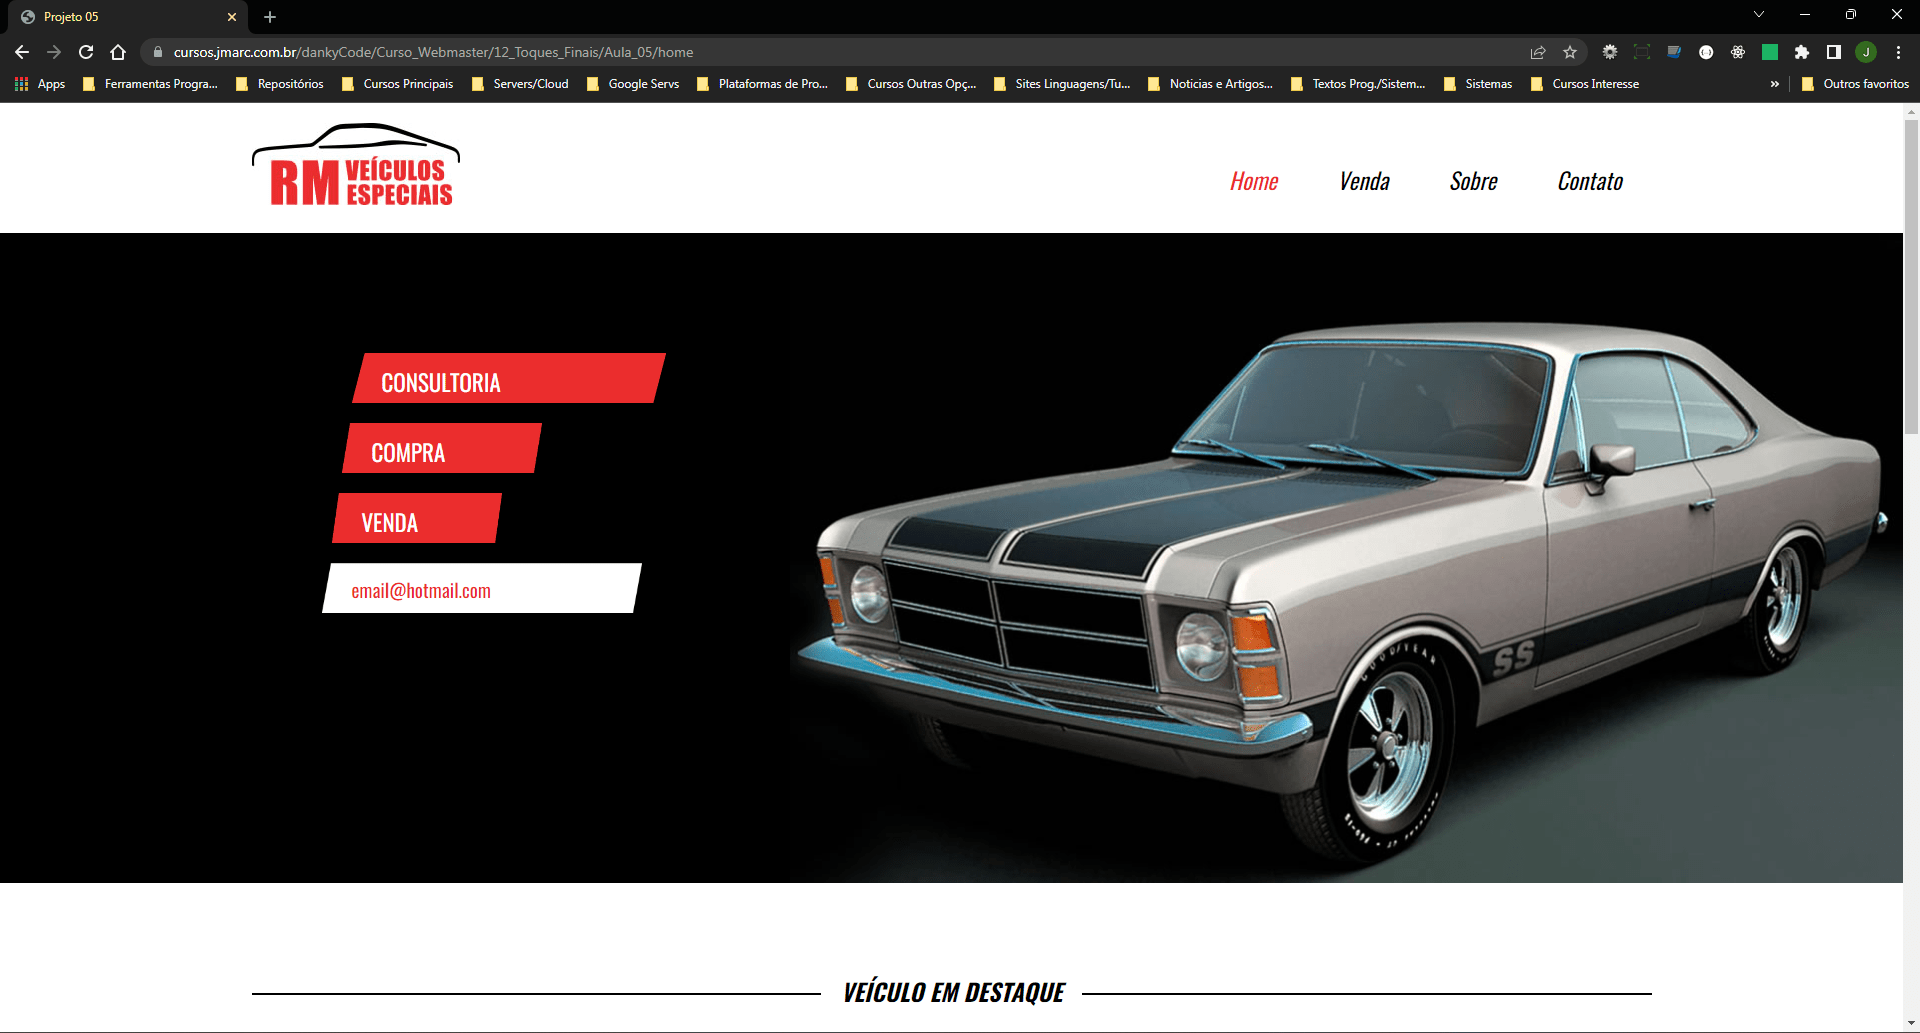 Projeto 05
cursos.jmarc.com.br/dankyCode/Curso_Webmaster/12_Toques_Finais/Aula_05/home
J
Apps Ferramentas Progra... Repositórios Cursos Principais Servers/Cloud Google Servs Plataformas de Pro... Cursos Outras Opç... Sites Linguagens/Tu... Noticias e Artigos... Textos Prog./Sistem... Sistemas Cursos Interesse » Outros favoritos
RM VEÍCULOS
ESPECIAIS
Home Venda Sobre Contato
CONSULTORIA
COMPRA
VENDA
email@hotmail.com
GOODYEAR
SS
VEÍCULO EM DESTAQUE